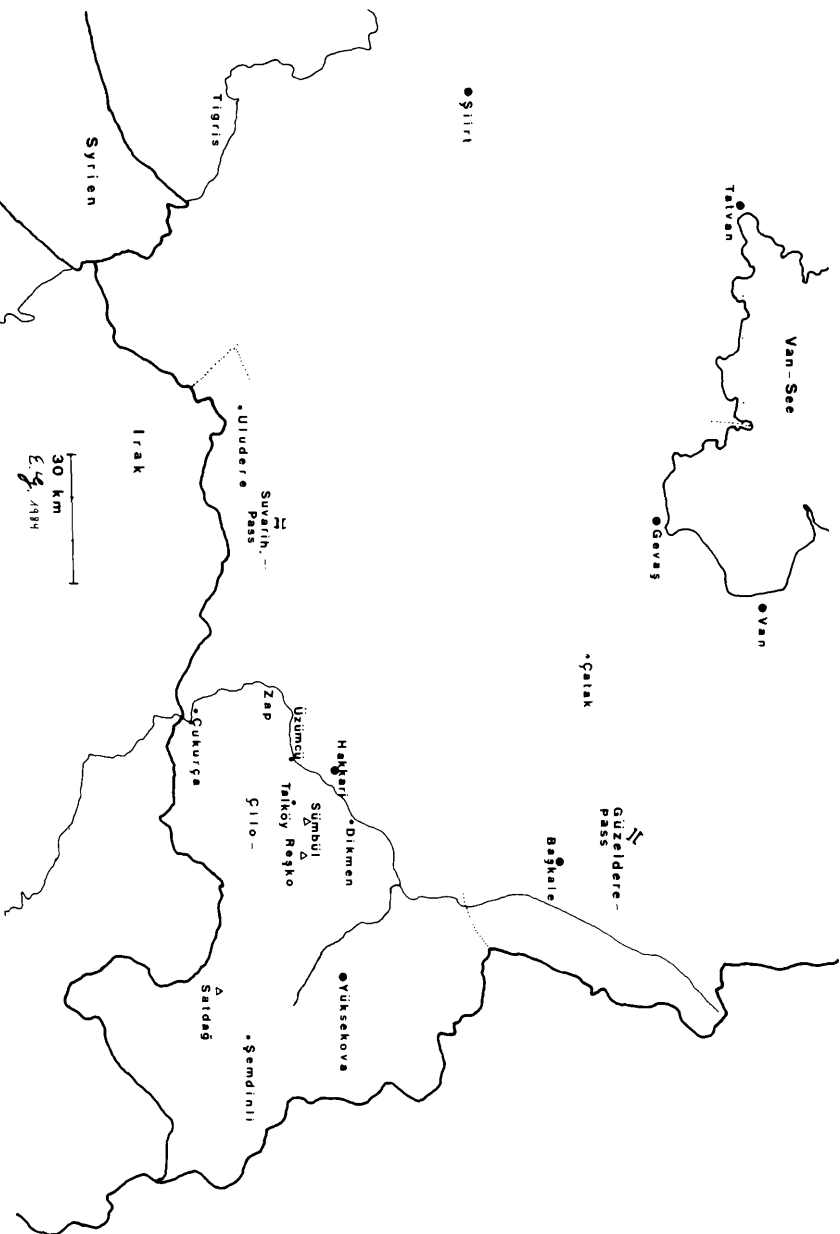 Van-See
Van
Tatvan
Gevaş
Güzeldere-
Pass
Çatak
Başkale
Şiirt
Dikmen
Hakkari
Yüksekova
Sümbül
Üzümcü
Talköy Reşko
Zap
Suvarih.-
Pass
Uludere
Çilo-
Şemdinli
Tigris
Satdağ
Çukurça
Irak
Syrien
30 km
1984